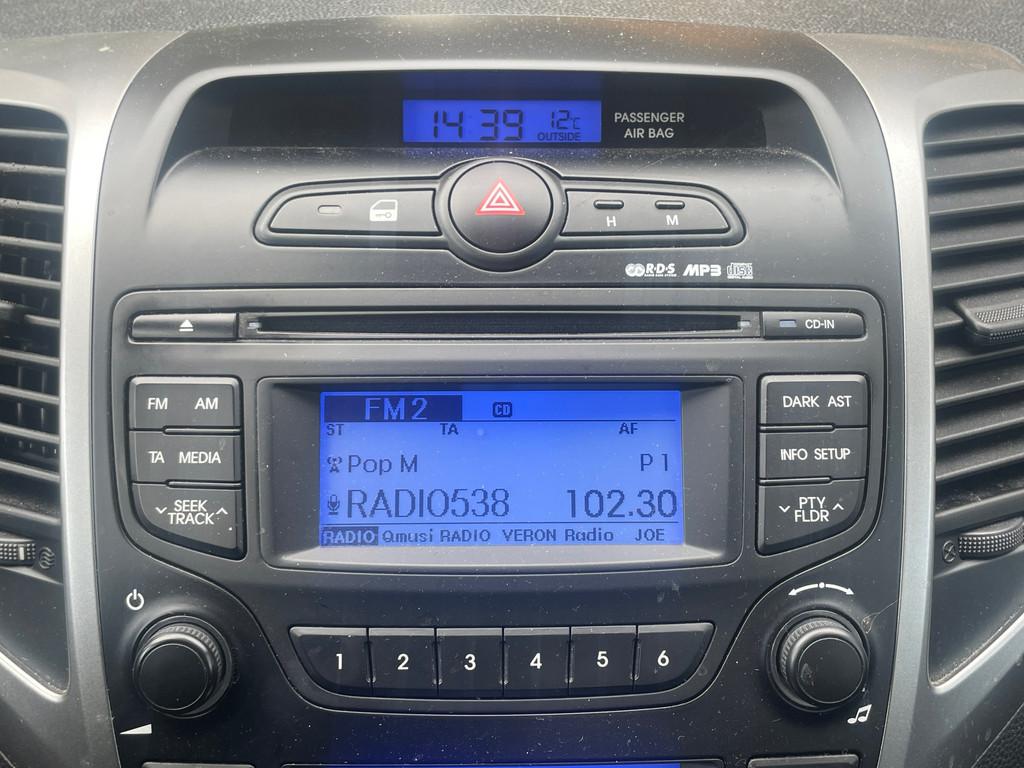 14:39 12°C
OUTSIDE
PASSENGER
AIR BAG
H M
R·D·S MP3 disc
CD-IN
FM AM
TA MEDIA
SEEK
TRACK
FM2 CD
ST TA AF
Pop M P1
RADIO538 102.30
RADIO Qmusi RADIO VERON Radio JOE
DARK AST
INFO SETUP
PTY
FLDR
1 2 3 4 5 6